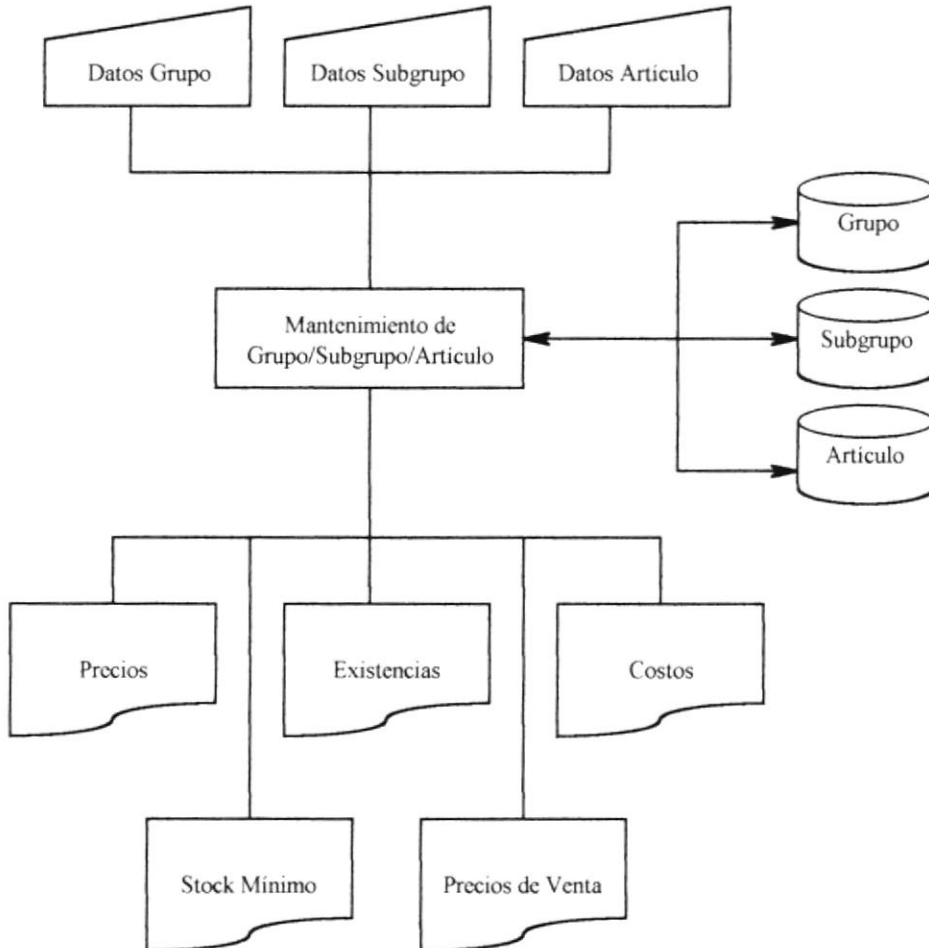 Datos Grupo
Datos Subgrupo
Datos Artículo
Grupo
Mantenimiento de
Grupo/Subgrupo/Artículo
Subgrupo
Artículo
Precios
Existencias
Costos
Stock Mínimo
Precios de Venta